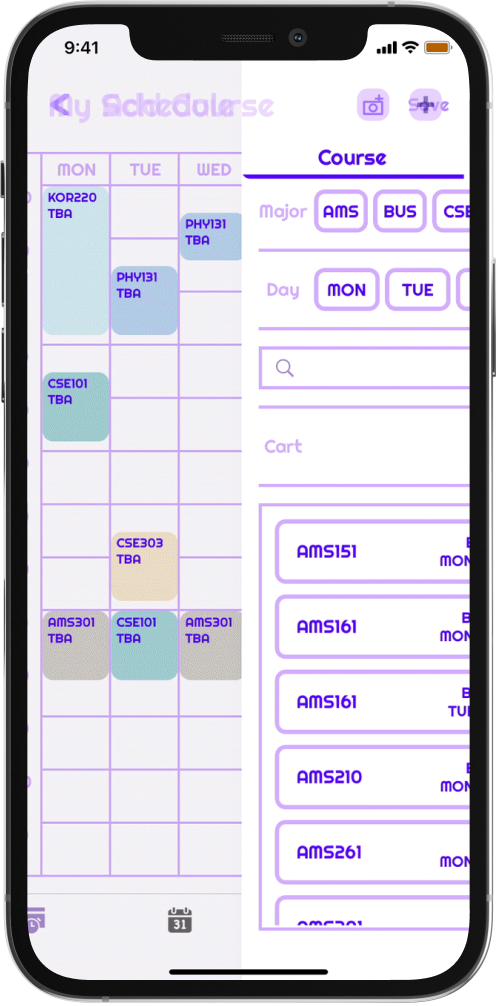 9:41
My Schedule
Save
MON TUE WED
KOR220
TBA
PHY131
TBA
PHY131
TBA
CSE101
TBA
CSE303
TBA
AMS301
TBA
CSE101
TBA
AMS301
TBA
31
Course
Major AMS BUS CSE
Day MON TUE
Cart
AMS151
MON
AMS161
MON
AMS161
TU
AMS210
MON
AMS261
MON